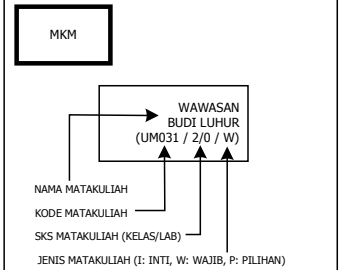 MKM
WAWASAN
BUDI LUHUR
(UM031 / 2/0 / W)
NAMA MATAKULIAH
KODE MATAKULIAH
SKS MATAKULIAH (KELAS/LAB)
JENIS MATAKULIAH (I: INTI, W: WAJIB, P: PILIHAN)